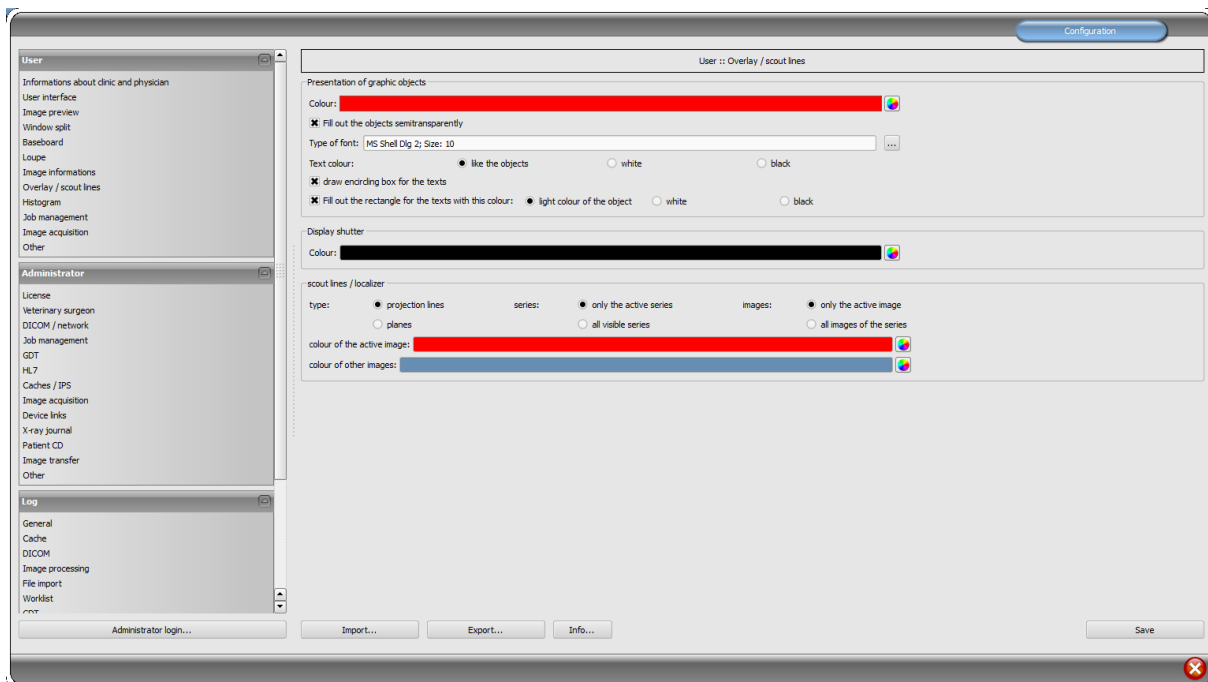 Configuration
User
Informations about clinic and physician
User interface
Image preview
Window split
Baseboard
Loupe
Image informations
Overlay / scout lines
Histogram
Job management
Image acquisition
Other
Administrator
License
Veterinary surgeon
DICOM / network
Job management
GDT
HL7
Caches / IPS
Image acquisition
Device links
X-ray journal
Patient CD
Image transfer
Other
Log
General
Cache
DICOM
Image processing
File import
Worklist
Administrator login...
User :: Overlay / scout lines
Presentation of graphic objects
Colour:
Fill out the objects semitransparently
Type of font: MS Shell Dlg 2; Size: 10 ...
Text colour: like the objects white black
draw encirding box for the texts
Fill out the rectangle for the texts with this colour: light colour of the object white black
Display shutter
Colour:
scout lines / localizer
type: projection lines series: only the active series images: only the active image
planes all visible series all images of the series
colour of the active image:
colour of other images:
Import... Export... Info... Save